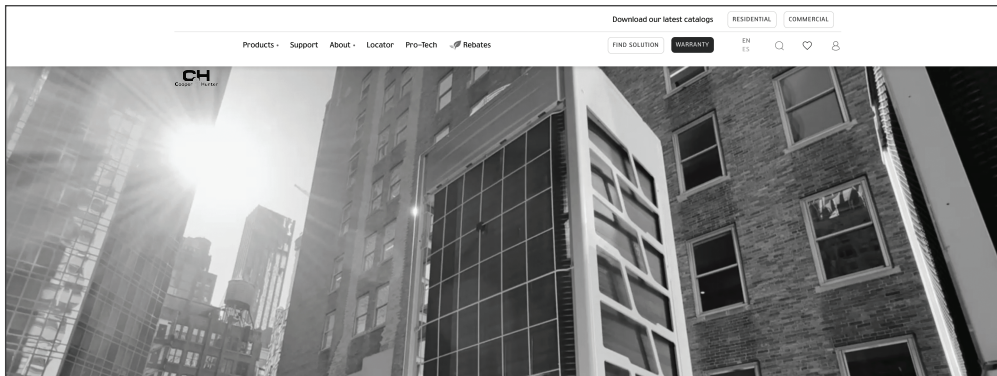 Download our latest catalogs RESIDENTIAL COMMERCIAL
Products Support About Locator Pro-Tech Rebates FIND SOLUTION WARRANTY EN
ES
CH
Cooper Hunter